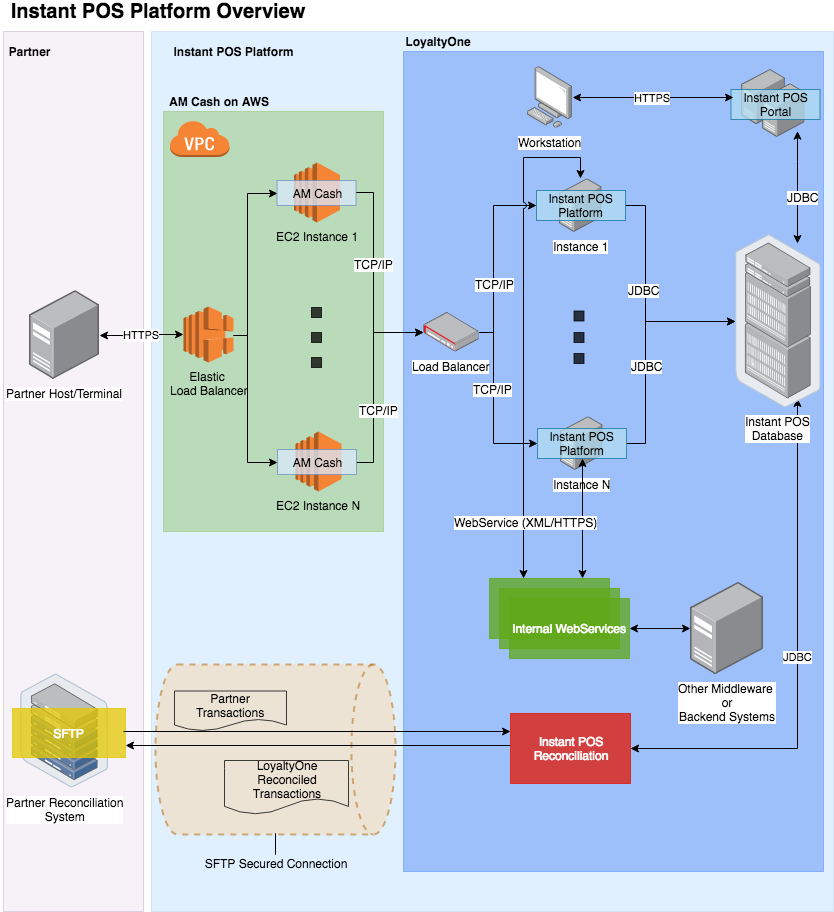 Instant POS Platform Overview
Partner
Instant POS Platform
LoyaltyOne
AM Cash on AWS
VPC
AM Cash
EC2 Instance 1
TCP/IP
HTTPS
Partner Host/Terminal
Elastic
Load Balancer
TCP/IP
AM Cash
EC2 Instance N
Workstation
HTTPS
Instant POS
Portal
JDBC
Instant POS
Platform
Instance 1
TCP/IP
JDBC
Load Balancer
TCP/IP
JDBC
Instant POS
Database
Instant POS
Platform
Instance N
WebService (XML/HTTPS)
Internal WebServices
Other Middleware
or
Backend Systems
JDBC
SFTP
Partner Reconciliation
System
Partner
Transactions
LoyaltyOne
Reconciled
Transactions
SFTP Secured Connection
Instant POS
Reconciliation